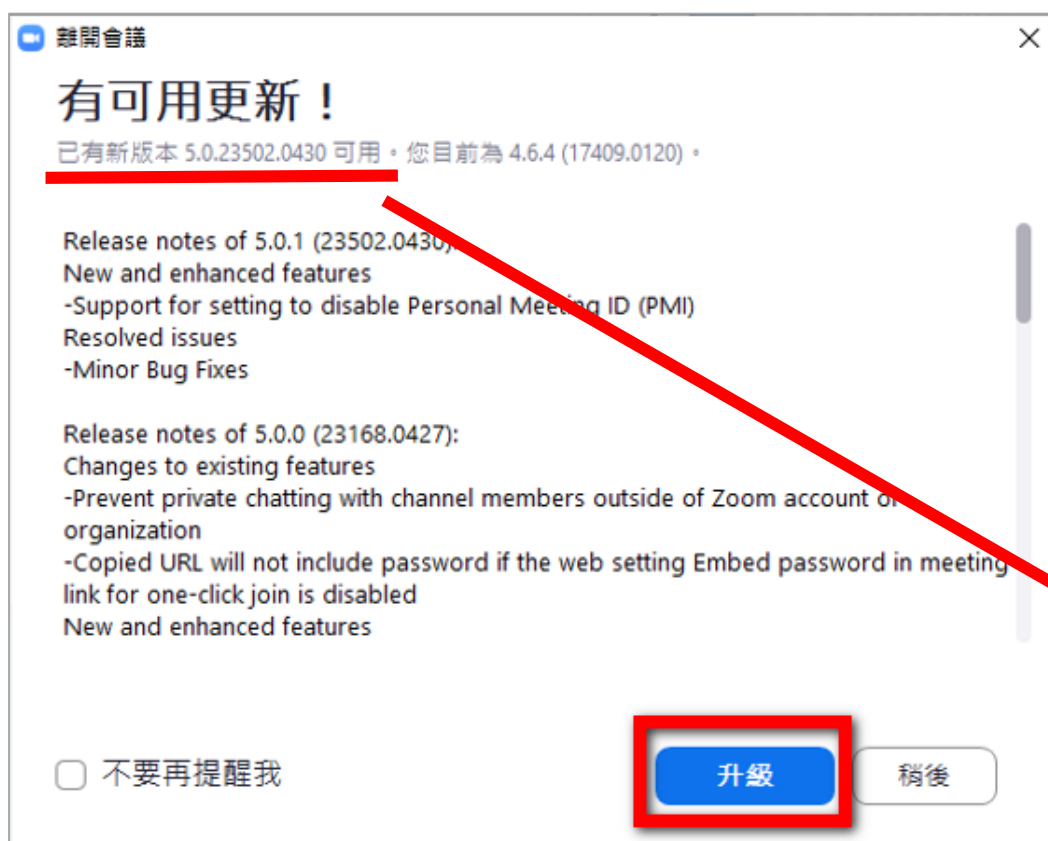 離開會議
有可用更新！
已有新版本 5.0.23502.0430 可用。您目前為 4.6.4 (17409.0120)。
Release notes of 5.0.1 (23502.0430):
New and enhanced features
-Support for setting to disable Personal Meeting ID (PMI)
Resolved issues
-Minor Bug Fixes
Release notes of 5.0.0 (23168.0427):
Changes to existing features
-Prevent private chatting with channel members outside of Zoom account or
organization
-Copied URL will not include password if the web setting Embed password in meeting
link for one-click join is disabled
New and enhanced features
不要再提醒我
升級
稍後